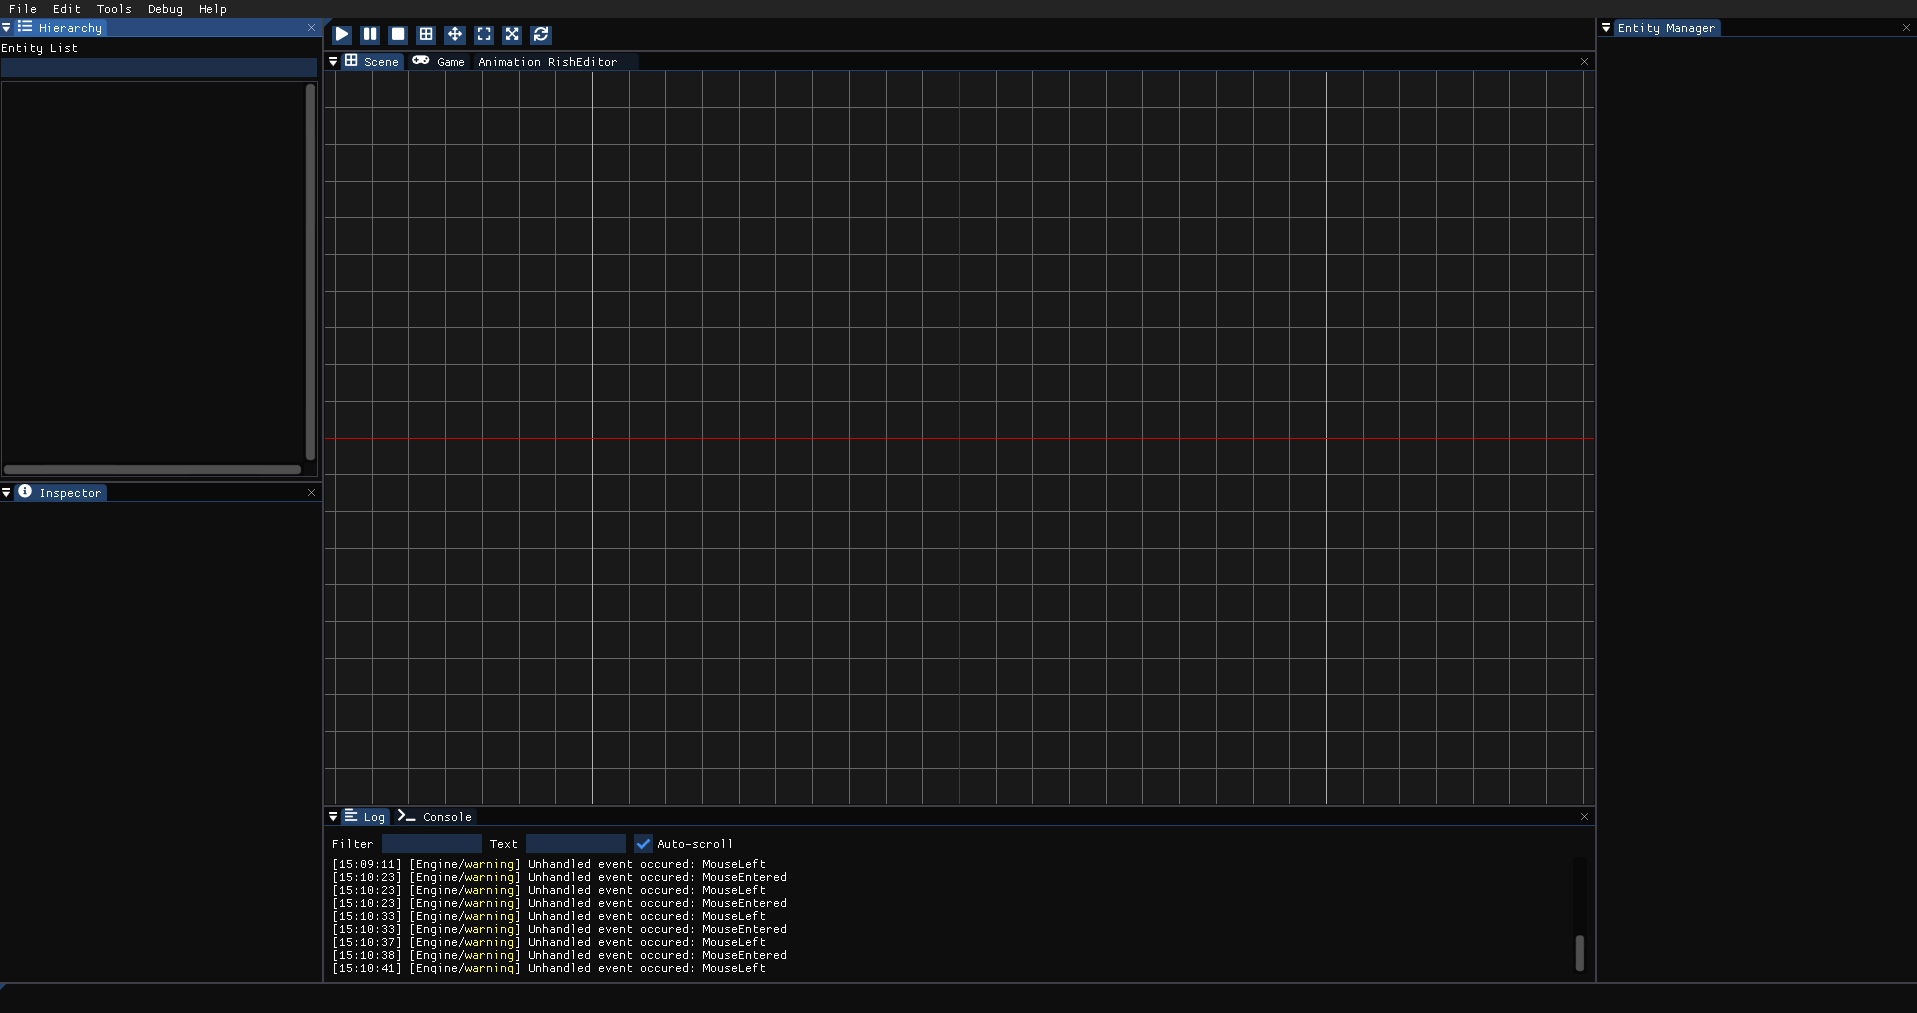 File Edit Tools Debug Help
Hierarchy
Entity List
Inspector
Scene Game Animation RishEditor
Log Console
Filter Text Auto-scroll
[15:09:11] [Engine/warning] Unhandled event occured: MouseLeft
[15:10:23] [Engine/warning] Unhandled event occured: MouseEntered
[15:10:23] [Engine/warning] Unhandled event occured: MouseLeft
[15:10:23] [Engine/warning] Unhandled event occured: MouseEntered
[15:10:33] [Engine/warning] Unhandled event occured: MouseLeft
[15:10:33] [Engine/warning] Unhandled event occured: MouseEntered
[15:10:37] [Engine/warning] Unhandled event occured: MouseLeft
[15:10:38] [Engine/warning] Unhandled event occured: MouseEntered
[15:10:41] [Engine/warning] Unhandled event occured: MouseLeft
Entity Manager